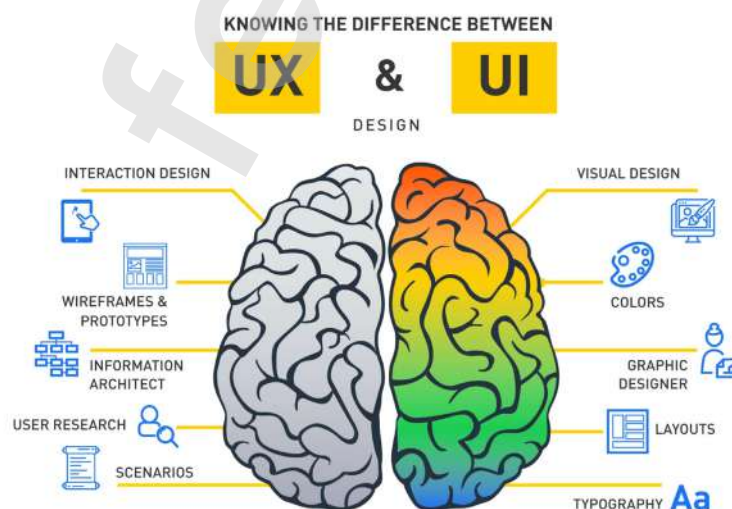 KNOWING THE DIFFERENCE BETWEEN
UX & UI
DESIGN
INTERACTION DESIGN
WIREFRAMES &
PROTOTYPES
INFORMATION
ARCHITECT
USER RESEARCH
SCENARIOS
VISUAL DESIGN
COLORS
GRAPHIC
DESIGNER
LAYOUTS
TYPOGRAPHY Aa